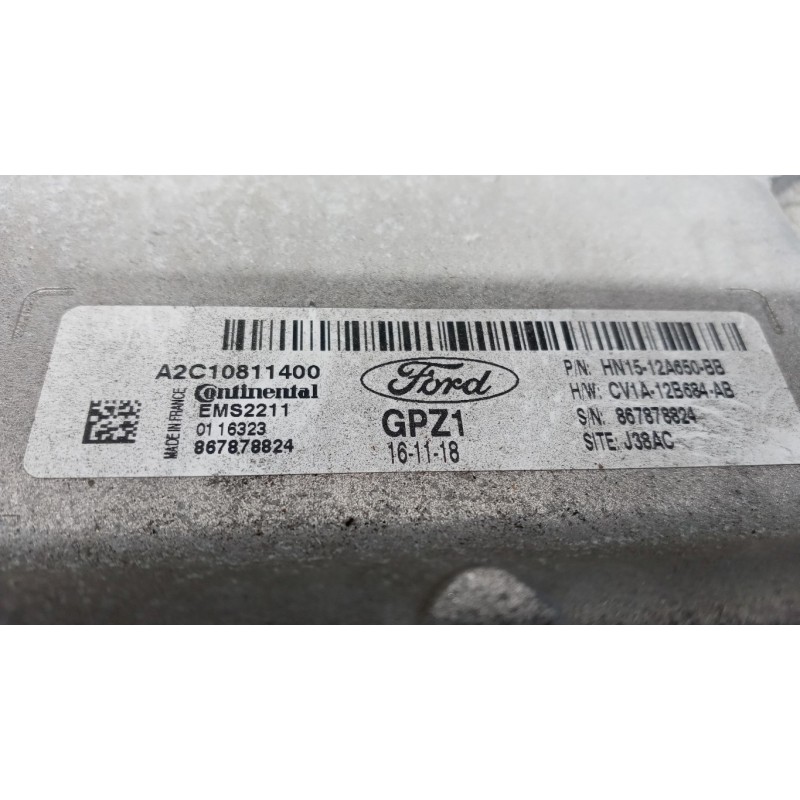 A2C10811400
Continental
EMS2211
01 16323
867878824
MADE IN FRANCE
Ford
GPZ1
16-11-18
P/N: HN15-12A650-BB
H/W: CV1A-12B684-AB
S/N: 867878824
SITE: J38AC